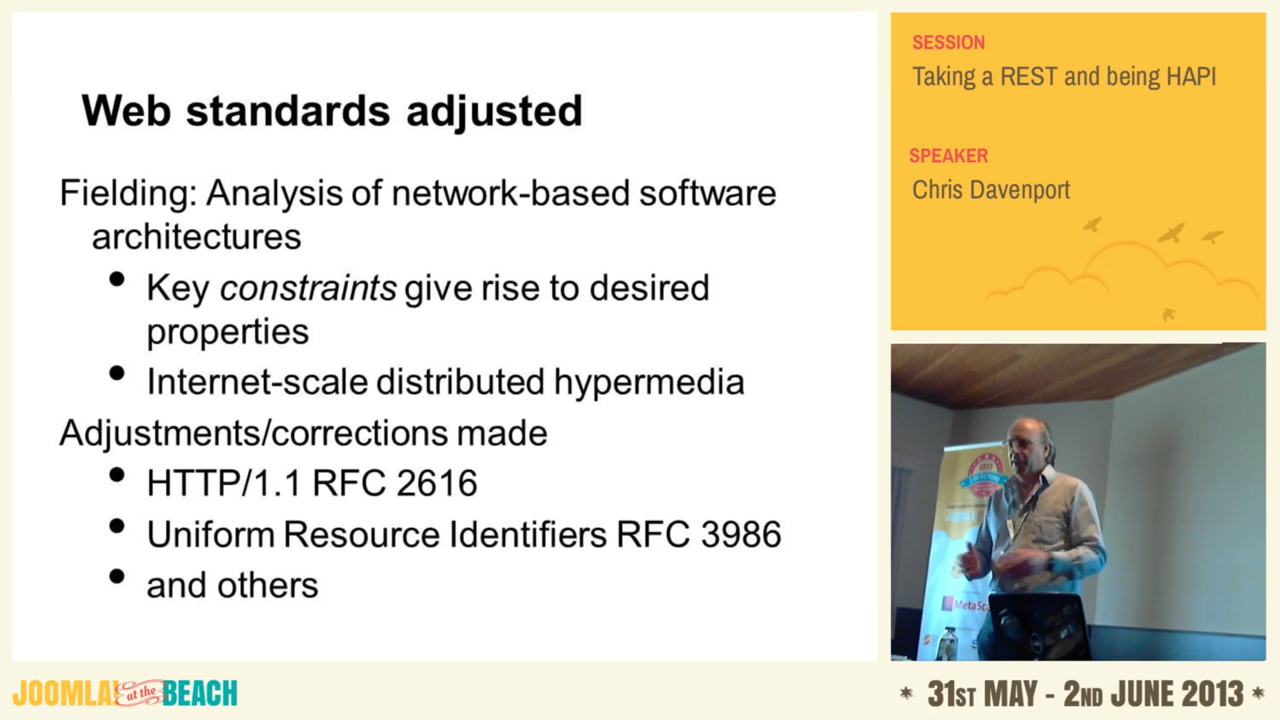 Web standards adjusted
Fielding: Analysis of network-based software
architectures
• Key constraints give rise to desired
properties
• Internet-scale distributed hypermedia
Adjustments/corrections made
• HTTP/1.1 RFC 2616
• Uniform Resource Identifiers RFC 3986
• and others
SESSION
Taking a REST and being HAPI
SPEAKER
Chris Davenport
2013
JOOMLA! at the BEACH
* 31ST MAY - 2ND JUNE 2013 *